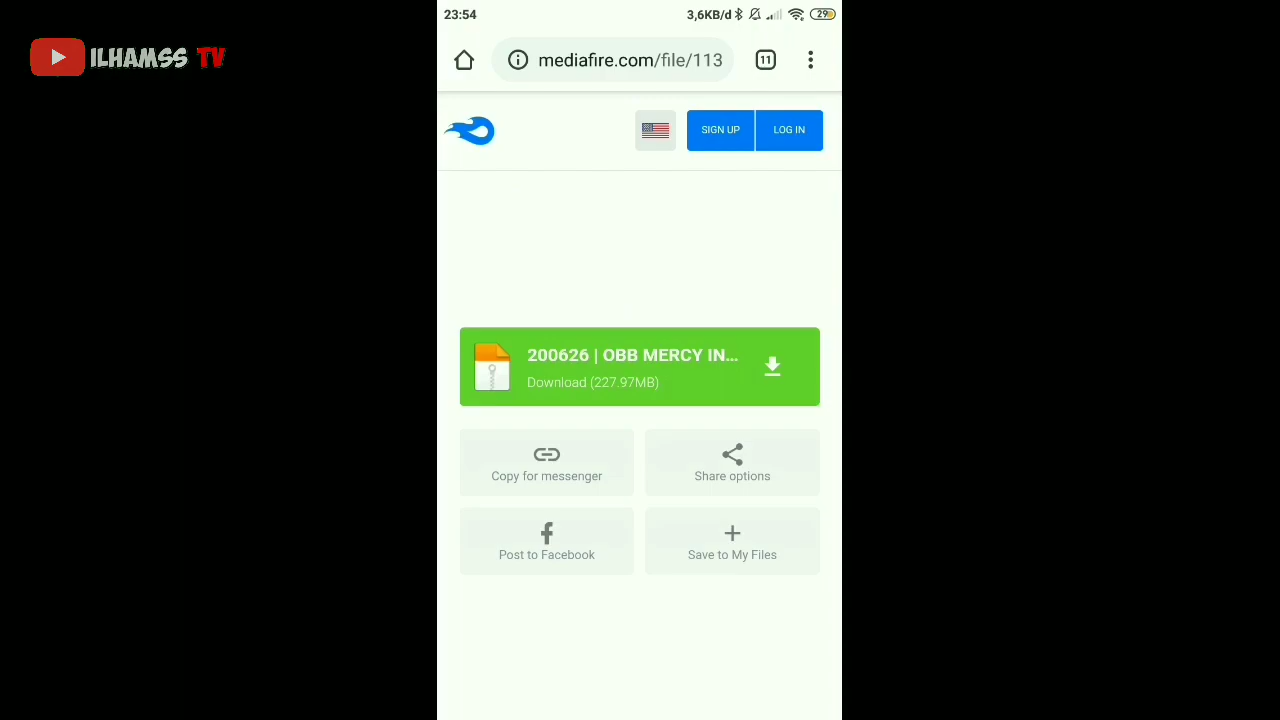 23:54
3,6KB/d
29
ILHAMSS TV
mediafire.com/file/113
11
SIGN UP
LOG IN
200626 | OBB MERCY IN...
Download (227.97MB)
Copy for messenger
Share options
Post to Facebook
Save to My Files